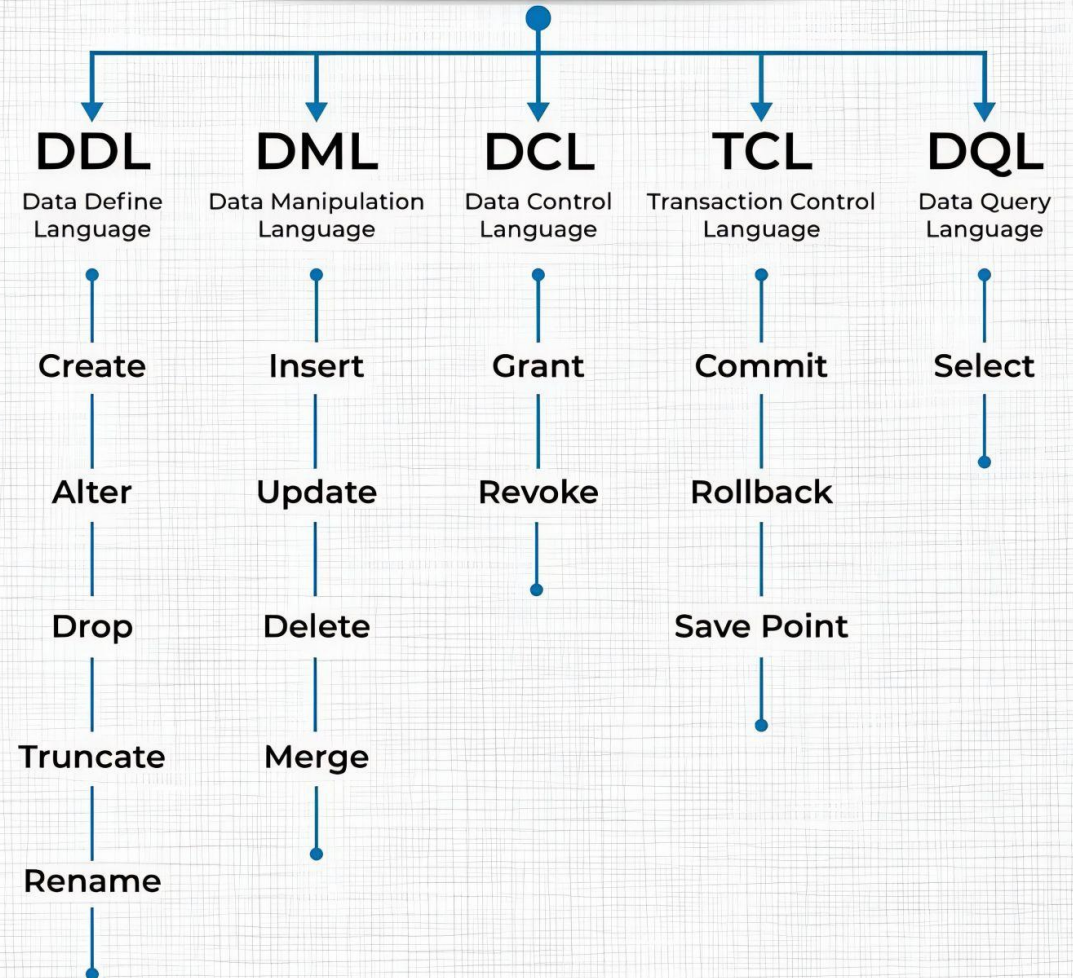 DDL
Data Define
Language
Create
Alter
Drop
Truncate
Rename
DML
Data Manipulation
Language
Insert
Update
Delete
Merge
DCL
Data Control
Language
Grant
Revoke
TCL
Transaction Control
Language
Commit
Rollback
Save Point
DQL
Data Query
Language
Select